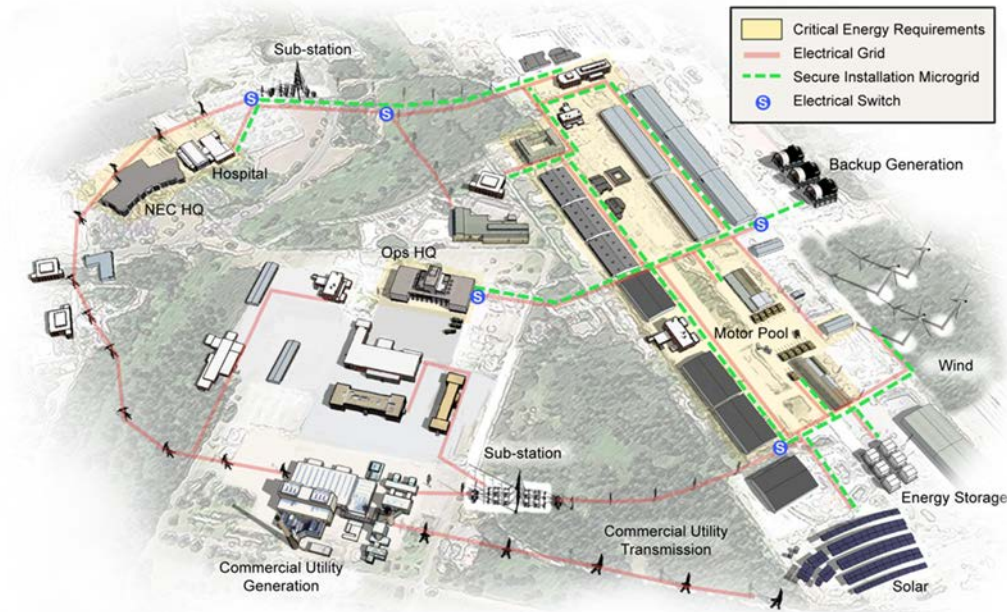 Critical Energy Requirements
Electrical Grid
Secure Installation Microgrid
S Electrical Switch
Sub-station
S
S
Backup Generation
Hospital
NEC HQ
S
Ops HQ
S
Motor Pool
Wind
S
Sub-station
Energy Storage
Commercial Utility
Transmission
Commercial Utility
Generation
Solar